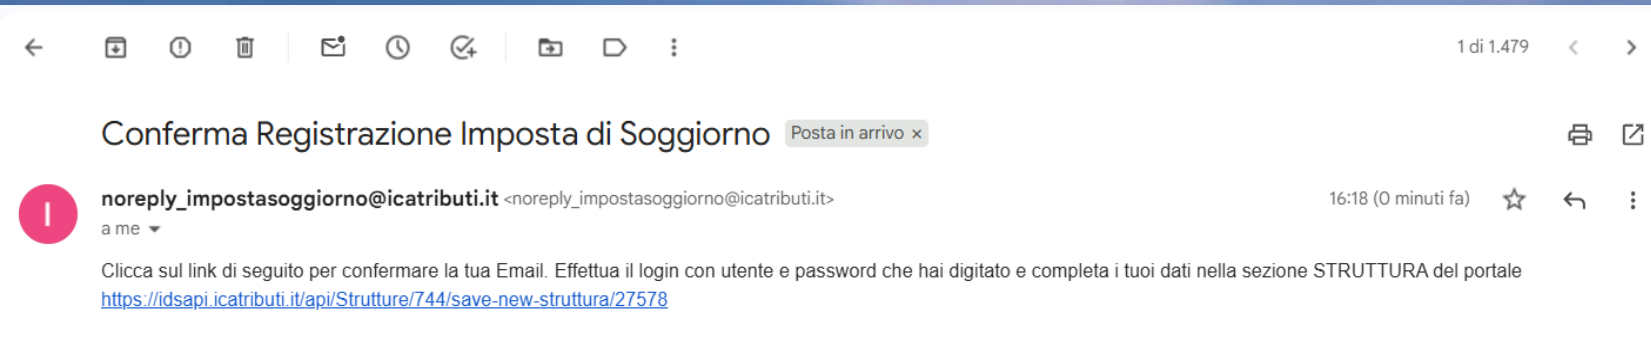 1 di 1.479
Conferma Registrazione Imposta di Soggiorno Posta in arrivo ×
I
noreply_impostasoggiorno@icatributi.it <noreply_impostasoggiorno@icatributi.it> 16:18 (0 minuti fa)
a me
Clicca sul link di seguito per confermare la tua Email. Effettua il login con utente e password che hai digitato e completa i tuoi dati nella sezione STRUTTURA del portale
https://idsapi.icatributi.it/api/Strutture/744/save-new-struttura/27578